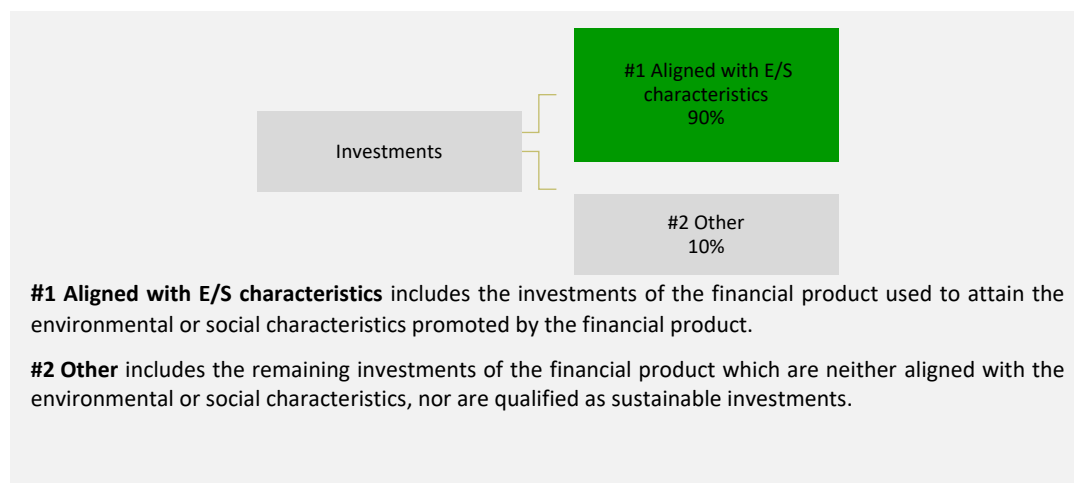 #1 Aligned with E/S
characteristics
90%
Investments
#2 Other
10%
#1 Aligned with E/S characteristics includes the investments of the financial product used to attain the
environmental or social characteristics promoted by the financial product.
#2 Other includes the remaining investments of the financial product which are neither aligned with the
environmental or social characteristics, nor are qualified as sustainable investments.